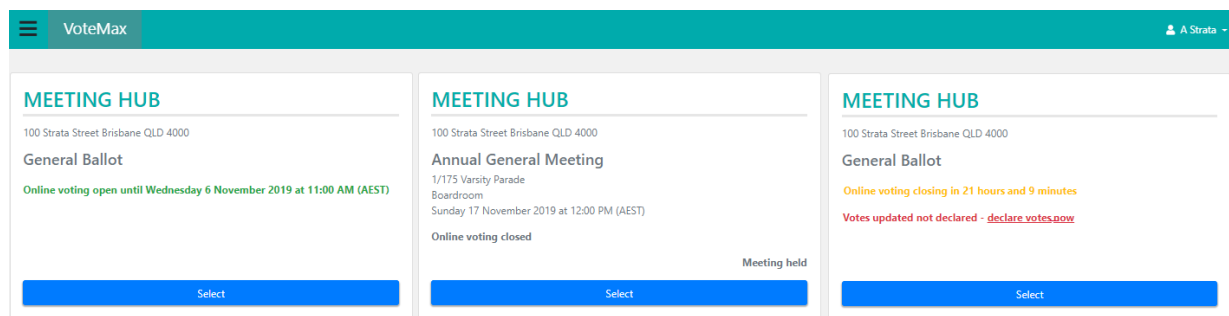 VoteMax
A Strata
MEETING HUB
100 Strata Street Brisbane QLD 4000
General Ballot
Online voting open until Wednesday 6 November 2019 at 11:00 AM (AEST)
Select
MEETING HUB
100 Strata Street Brisbane QLD 4000
Annual General Meeting
1/175 Varsity Parade
Boardroom
Sunday 17 November 2019 at 12:00 PM (AEST)
Online voting closed
Meeting held
Select
MEETING HUB
100 Strata Street Brisbane QLD 4000
General Ballot
Online voting closing in 21 hours and 9 minutes
Votes updated not declared - declare votes now
Select